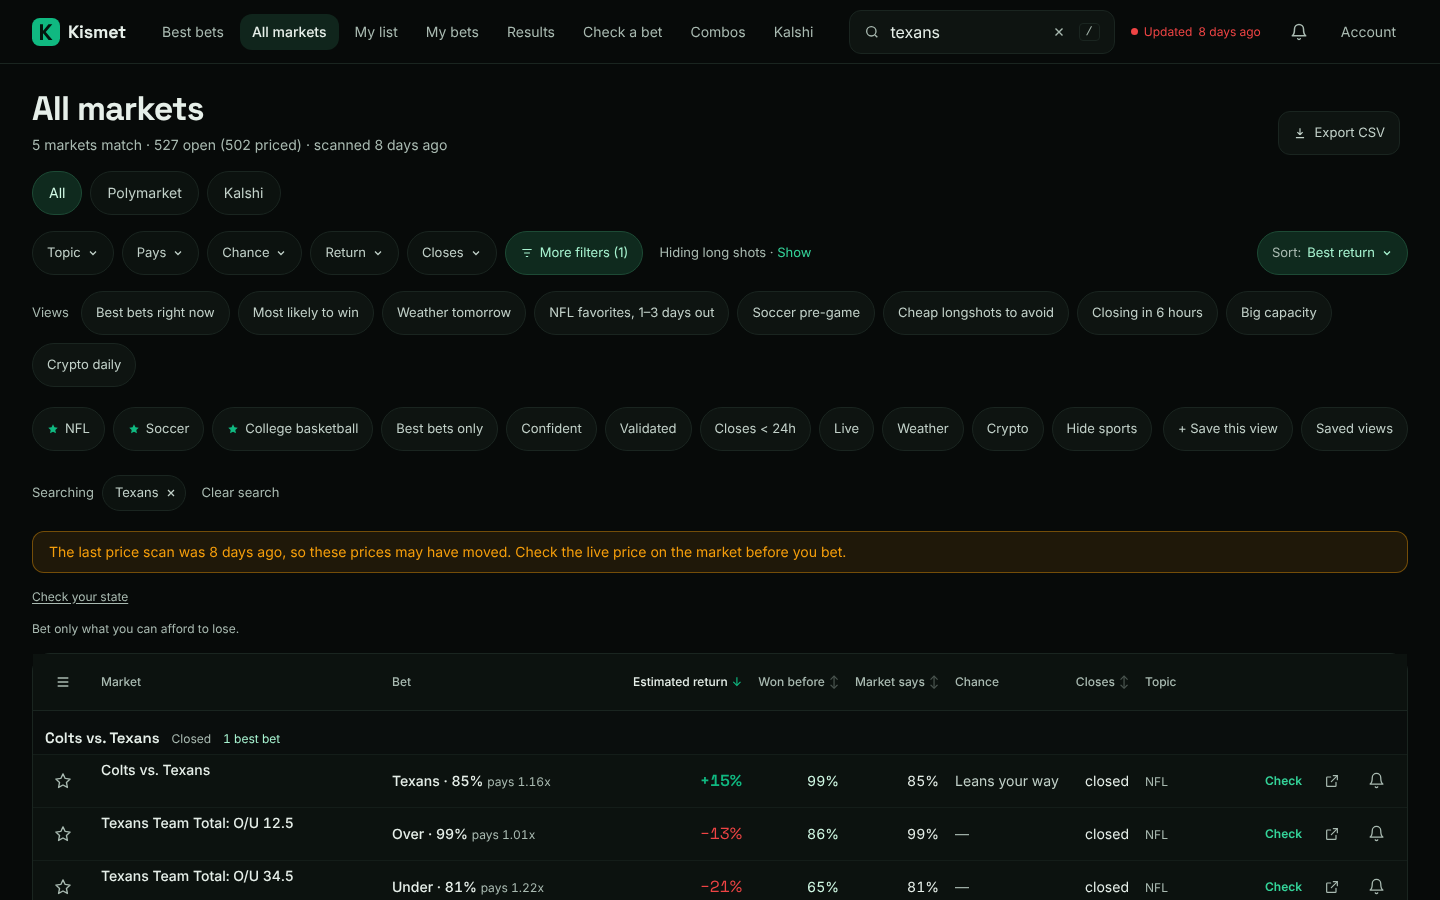 K Kismet Best bets All markets My list My bets Results Check a bet Combos Kalshi texans / Updated 8 days ago Account
All markets
5 markets match · 527 open (502 priced) · scanned 8 days ago
Export CSV
All Polymarket Kalshi
Topic Pays Chance Return Closes More filters (1) Hiding long shots · Show Sort: Best return
Views Best bets right now Most likely to win Weather tomorrow NFL favorites, 1–3 days out Soccer pre-game Cheap longshots to avoid Closing in 6 hours Big capacity
Crypto daily
NFL Soccer College basketball Best bets only Confident Validated Closes < 24h Live Weather Crypto Hide sports + Save this view Saved views
Searching Texans × Clear search
The last price scan was 8 days ago, so these prices may have moved. Check the live price on the market before you bet.
Check your state
Bet only what you can afford to lose.
Market Bet Estimated return ↓ Won before Market says Chance Closes Topic
Colts vs. Texans Closed 1 best bet
Colts vs. Texans Texans · 85% pays 1.16x +15% 99% 85% Leans your way closed NFL Check
Texans Team Total: O/U 12.5 Over · 99% pays 1.01x −13% 86% 99% — closed NFL Check
Texans Team Total: O/U 34.5 Under · 81% pays 1.22x −21% 65% 81% — closed NFL Check